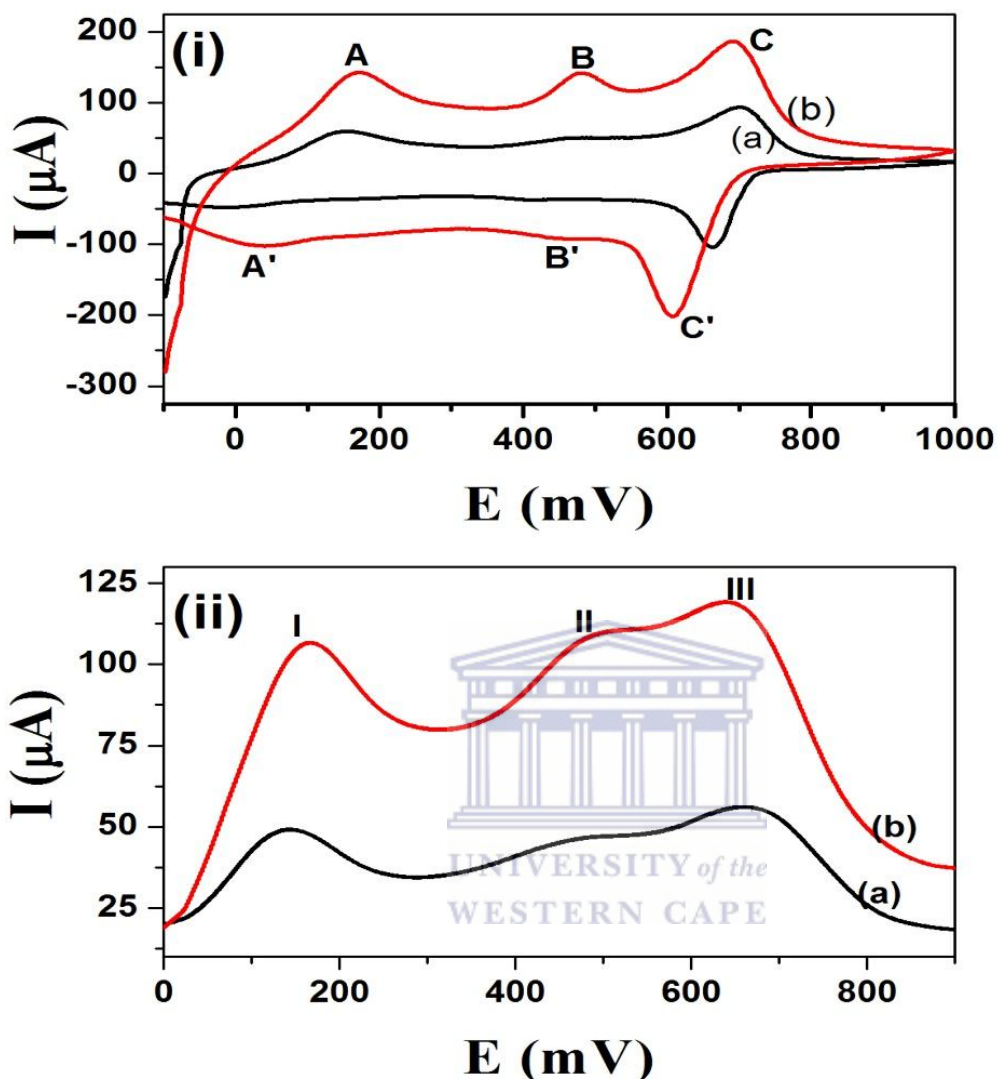 (i)
A
B
C
(b)
(a)
A'
B'
C'
200
100
0
-100
-200
-300
I (µA)
0
200
400
600
800
1000
E (mV)
(ii)
I
II
III
(b)
(a)
125
100
75
50
25
I (µA)
UNIVERSITY of the
WESTERN CAPE
0
200
400
600
800
E (mV)